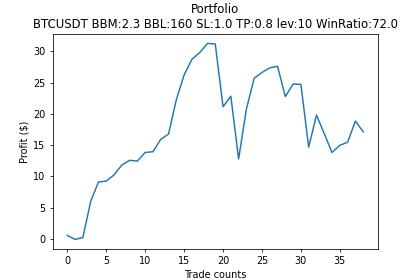 Portfolio
BTCUSDT BBM:2.3 BBL:160 SL:1.0 TP:0.8 lev:10 WinRatio:72.0
30
25
20
15
10
5
0
Profit ($)
0 5 10 15 20 25 30 35
Trade counts